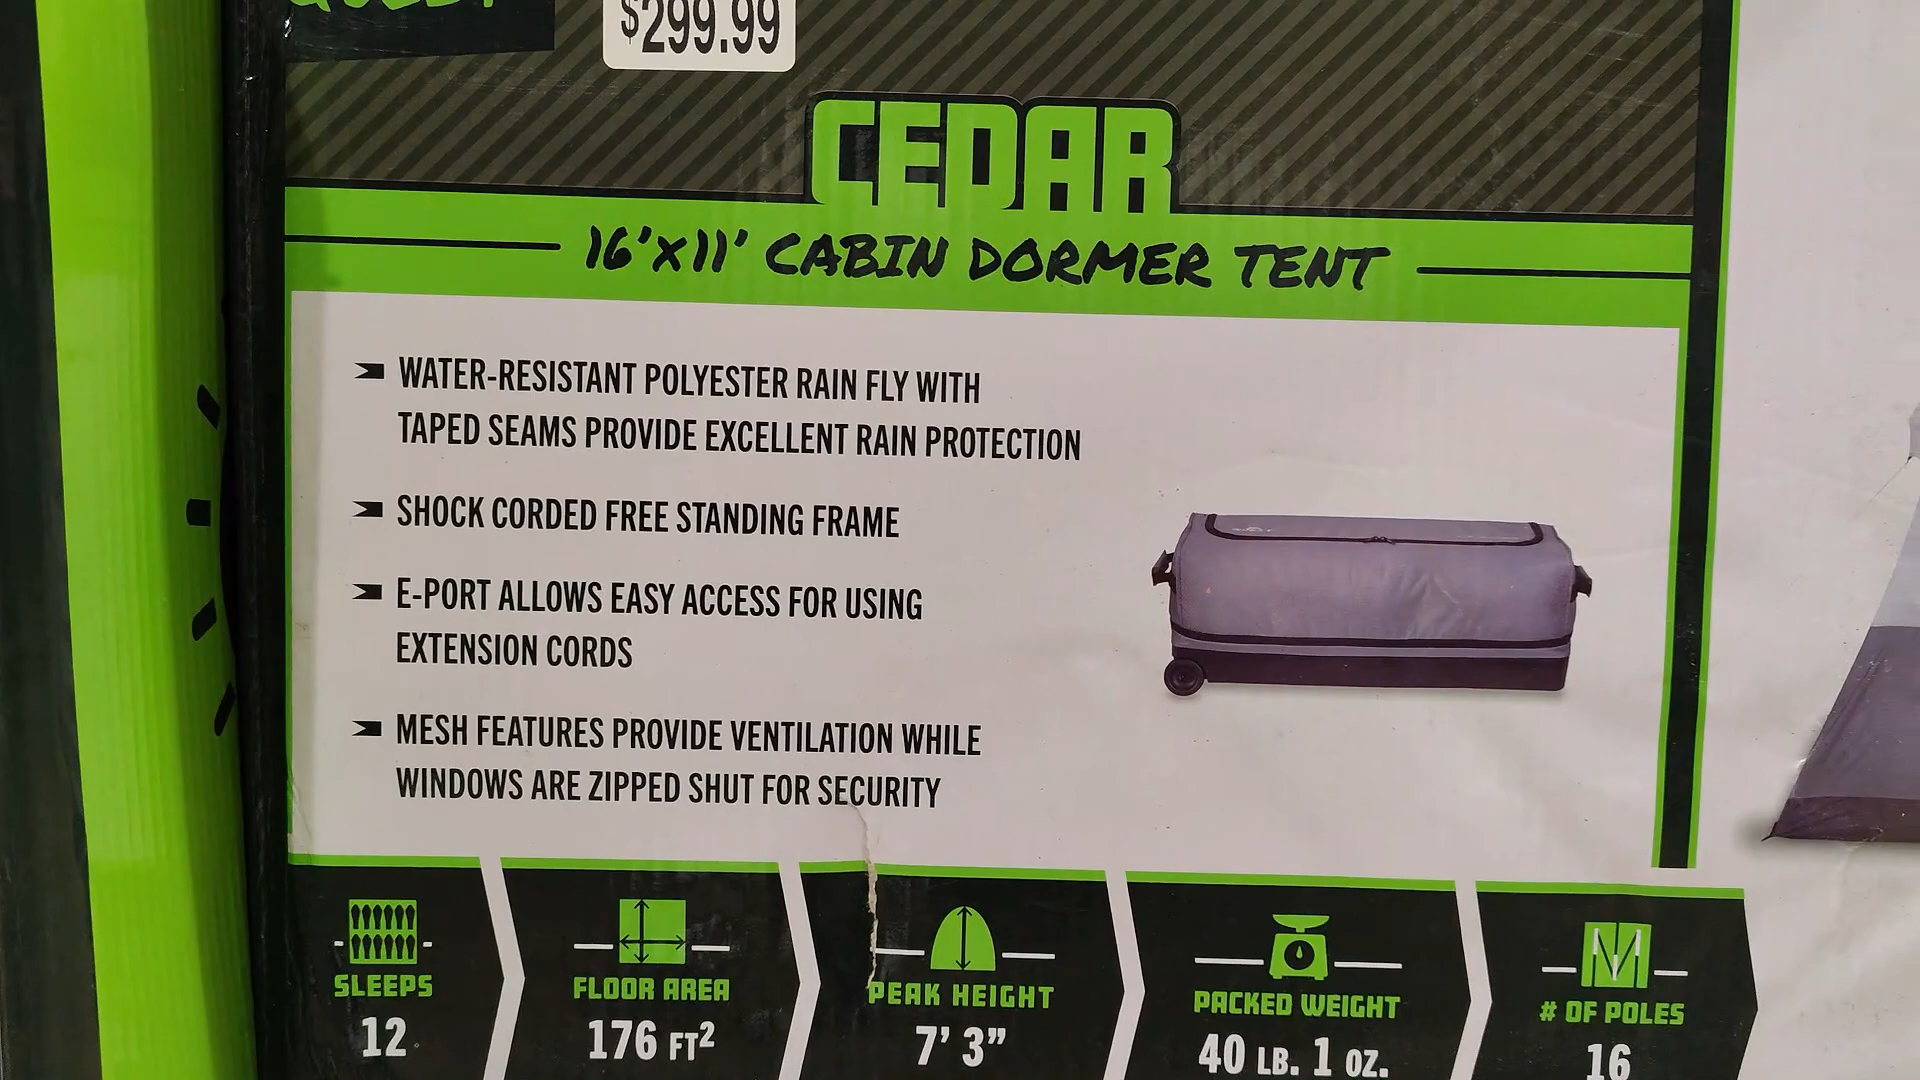 $299.99
CEDAR
16'X11' CABIN DORMER TENT
WATER-RESISTANT POLYESTER RAIN FLY WITH
TAPED SEAMS PROVIDE EXCELLENT RAIN PROTECTION
SHOCK CORDED FREE STANDING FRAME
E-PORT ALLOWS EASY ACCESS FOR USING
EXTENSION CORDS
MESH FEATURES PROVIDE VENTILATION WHILE
WINDOWS ARE ZIPPED SHUT FOR SECURITY
SLEEPS
12
FLOOR AREA
176 FT²
PEAK HEIGHT
7' 3”
PACKED WEIGHT
40 LB. 1 OZ.
# OF POLES
16